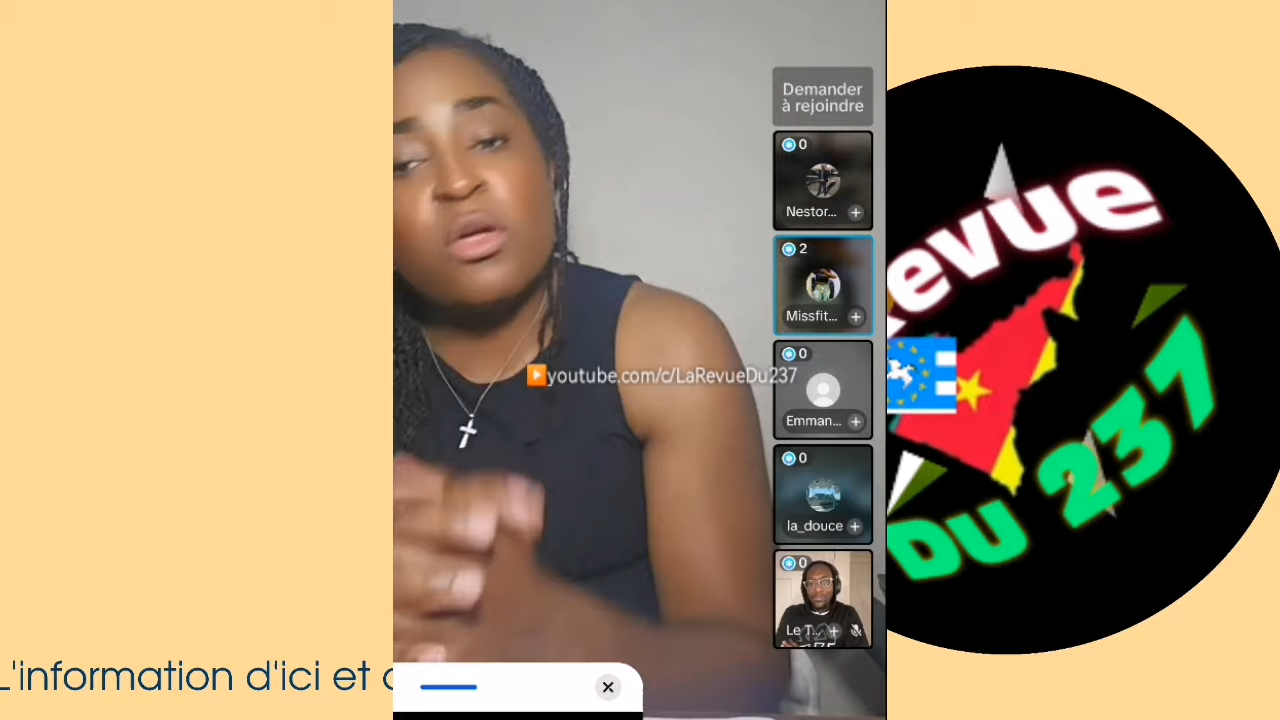 Demander
à rejoindre
0
Nestor...
2
Missfit...
0
Emman...
0
la_douce
0
Le T...
youtube.com/c/LaRevueDu237
evue
Du 237
L'information d'ici et